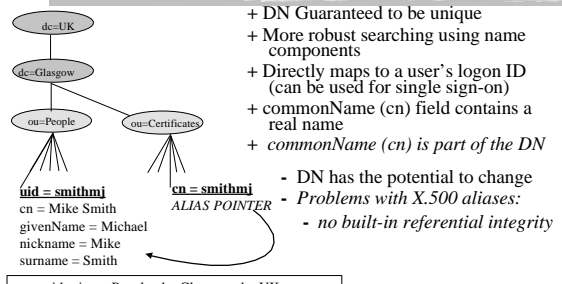 dc=UK
dc=Glasgow
ou=People
ou=Certificates
uid = smithmj
cn = Mike Smith
givenName = Michael
nickname = Mike
surname = Smith
cn = smithmj
ALIAS POINTER
+ DN Guaranteed to be unique
+ More robust searching using name
components
+ Directly maps to a user's logon ID
(can be used for single sign-on)
+ commonName (cn) field contains a
real name
+ commonName (cn) is part of the DN
- DN has the potential to change
- Problems with X.500 aliases:
- no built-in referential integrity